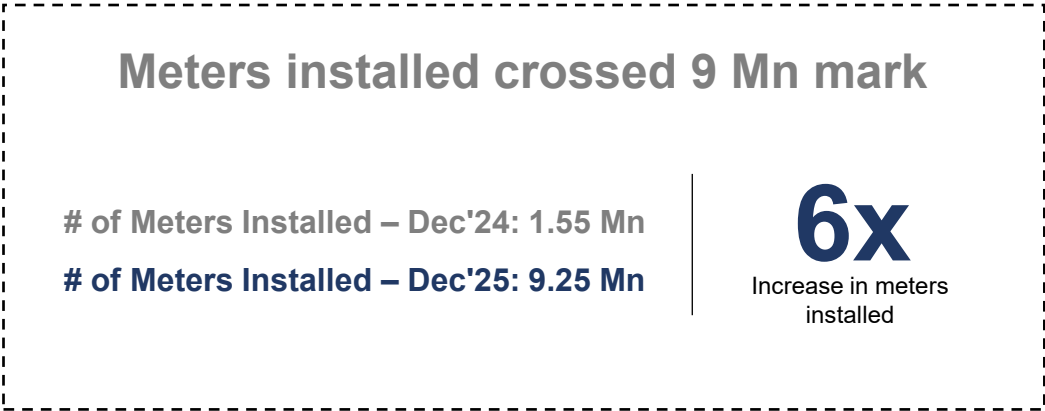 Meters installed crossed 9 Mn mark
# of Meters Installed – Dec'24: 1.55 Mn
# of Meters Installed – Dec'25: 9.25 Mn
6x
Increase in meters
installed